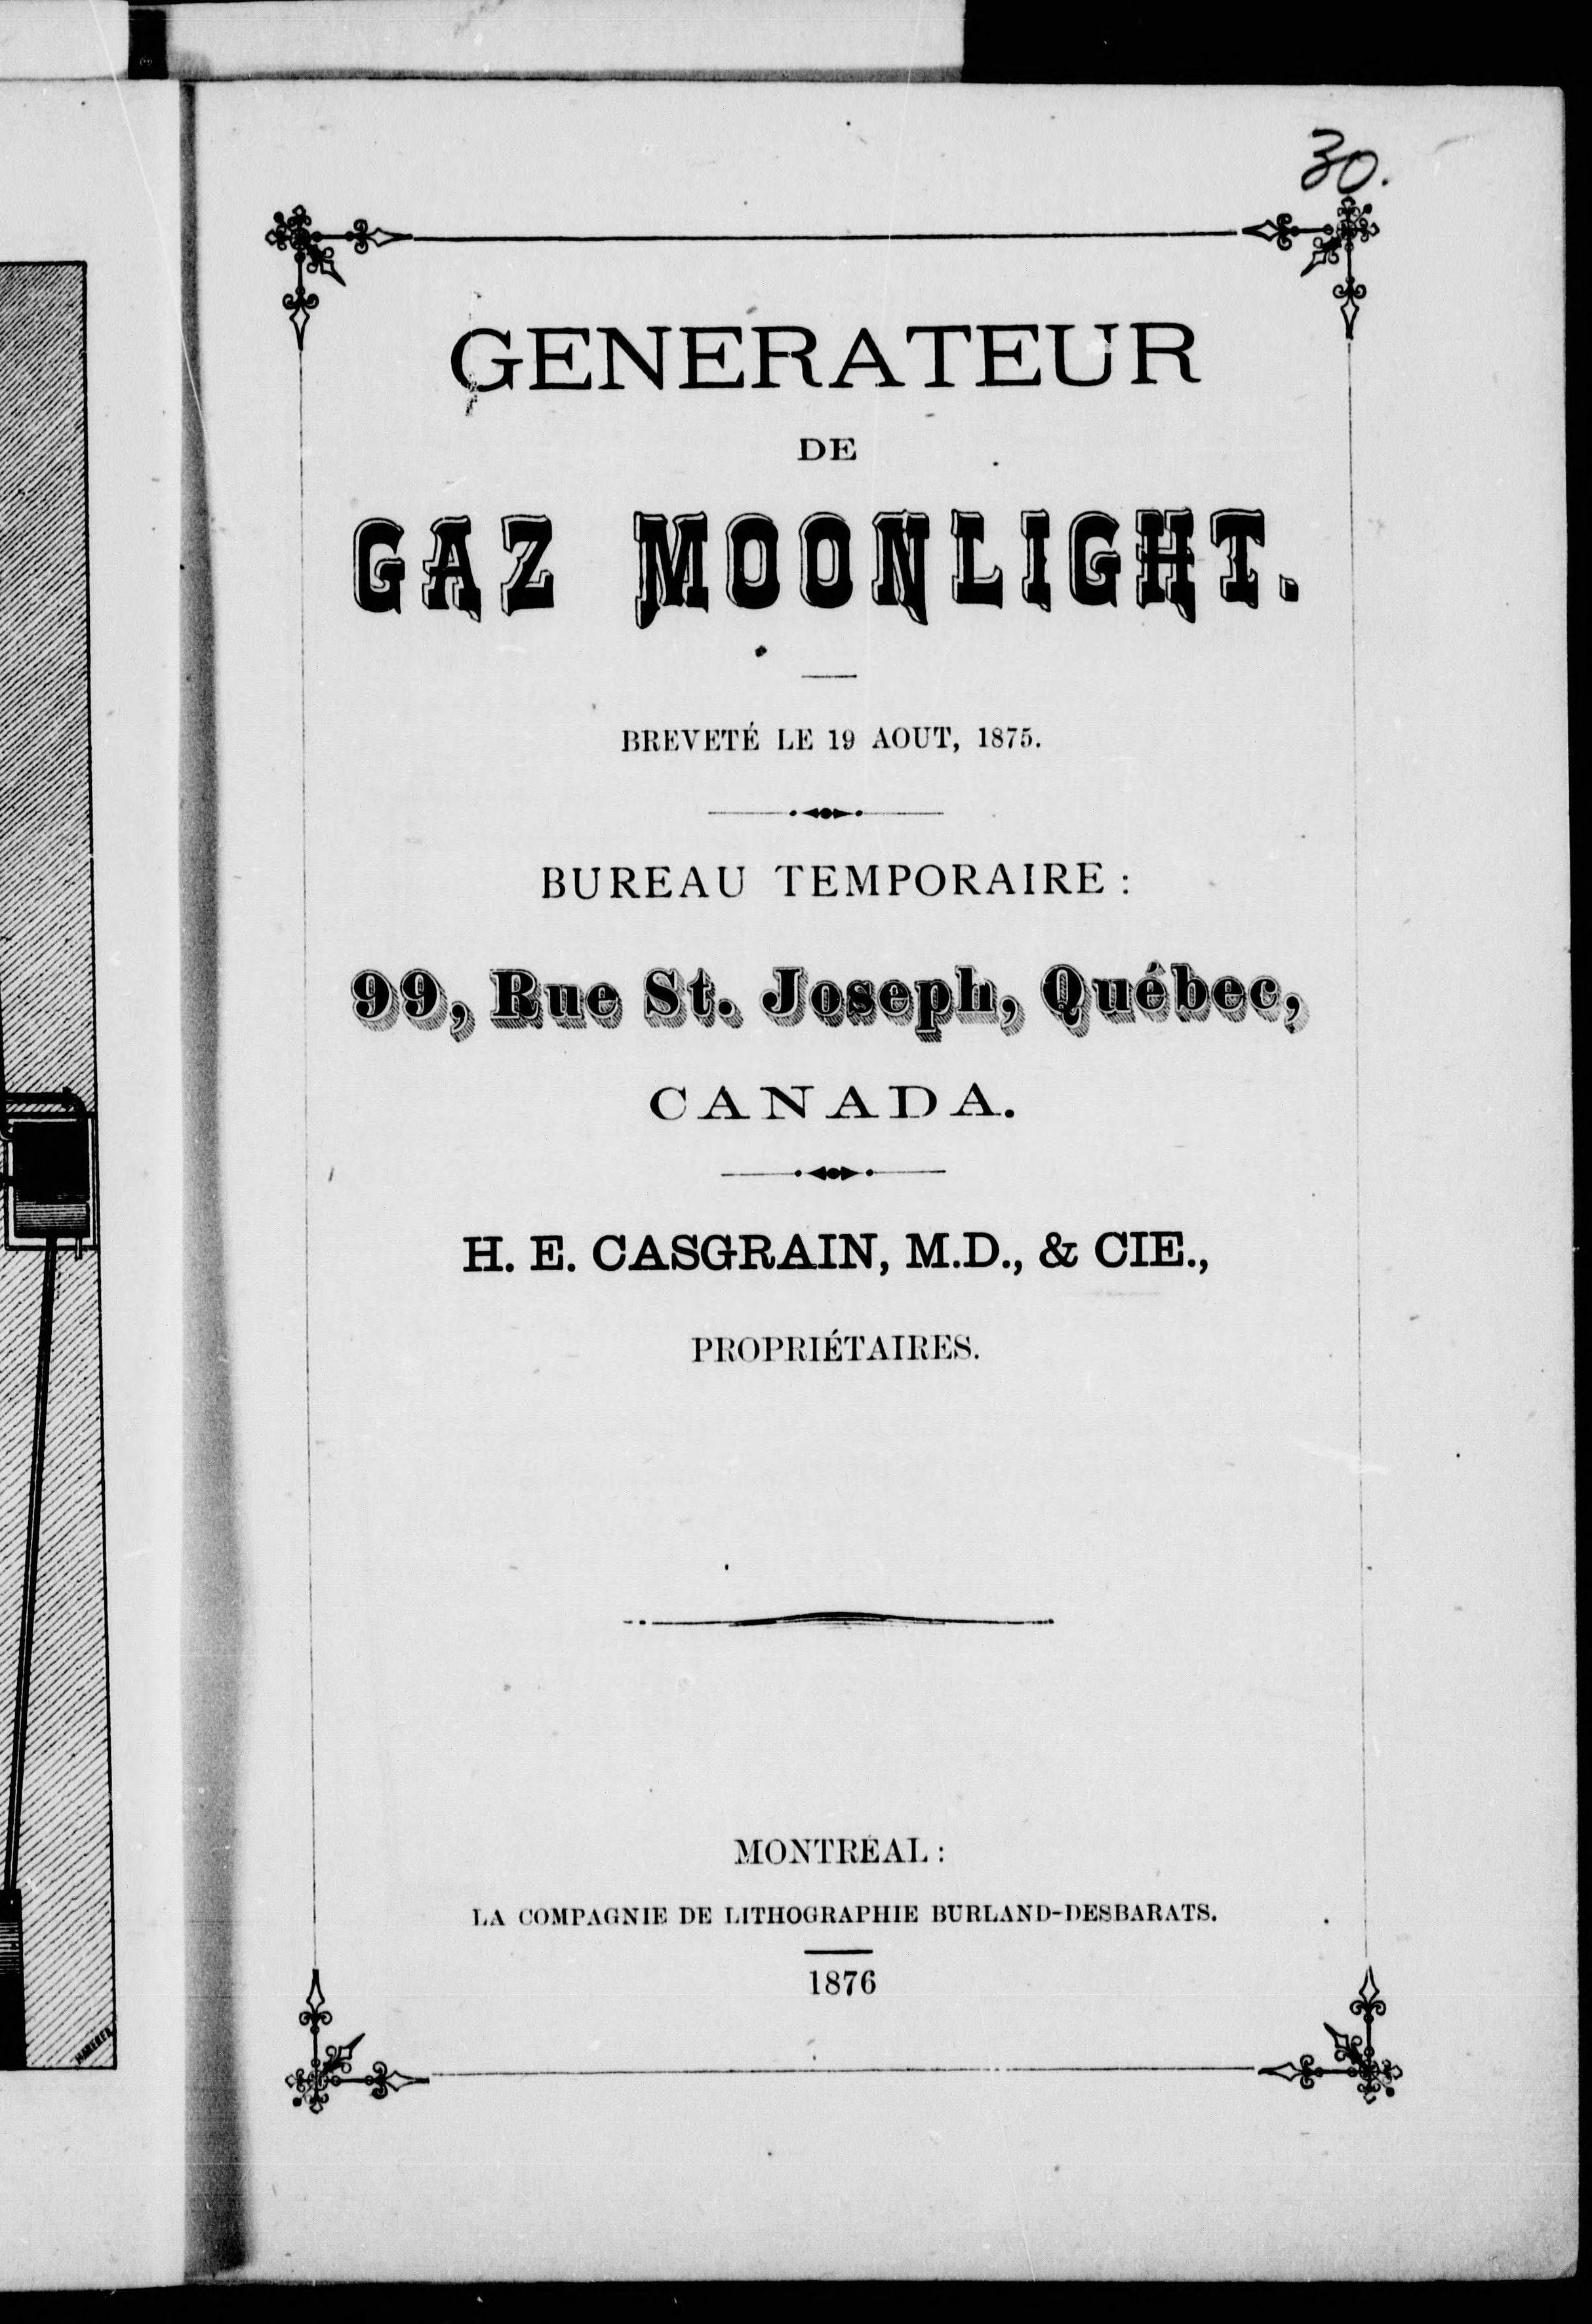 30.
GENERATEUR
DE
GAZ MOONLIGHT.
BREVETÉ LE 19 AOUT, 1875.
BUREAU TEMPORAIRE :
99, Rue St. Joseph, Québec,
CANADA.
H. E. CASGRAIN, M.D., & CIE.,
PROPRIÉTAIRES.
MONTRÉAL :
LA COMPAGNIE DE LITHOGRAPHIE BURLAND-DESBARATS.
1876